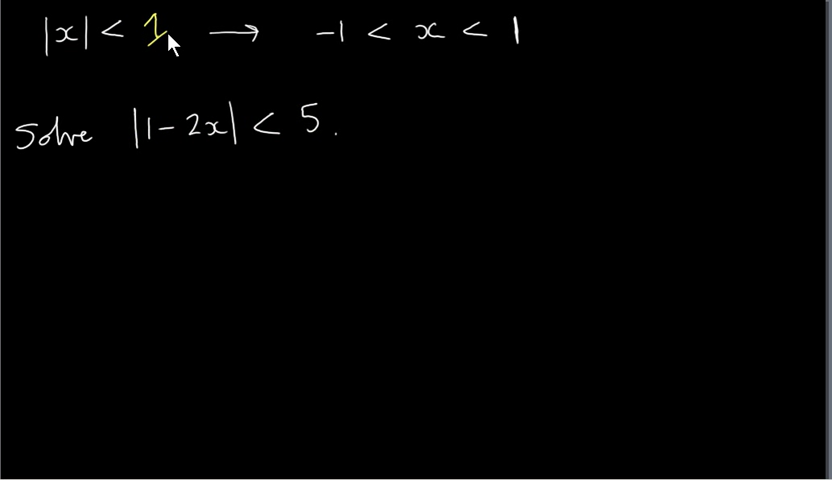 |x| < 1 → -1 < x < 1
Solve |1-2x| < 5.